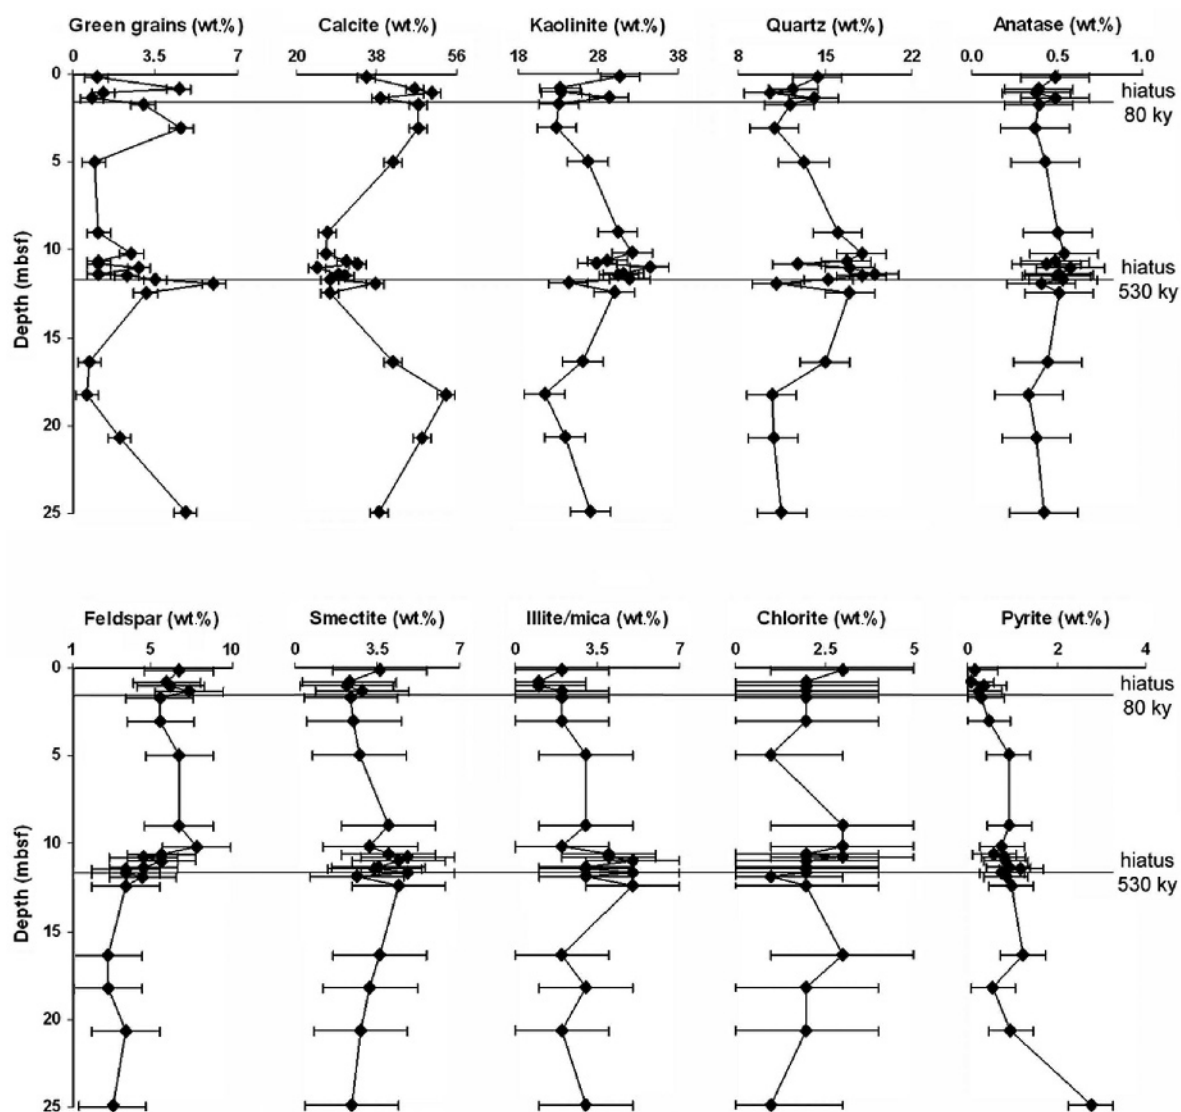 Green grains (wt.%) Calcite (wt.%) Kaolinite (wt.%) Quartz (wt.%) Anatase (wt.%)
0 3.5 7 20 38 56 18 28 38 8 15 22 0.0 0.5 1.0
0
hiatus
80 ky
5
10
hiatus
530 ky
15
20
25
Depth (mbsf)
Feldspar (wt.%) Smectite (wt.%) Illite/mica (wt.%) Chlorite (wt.%) Pyrite (wt.%)
1 5 10 0 3.5 7 0 3.5 7 0 2.5 5 0 2 4
0
hiatus
80 ky
5
10
hiatus
530 ky
15
20
25
Depth (mbsf)